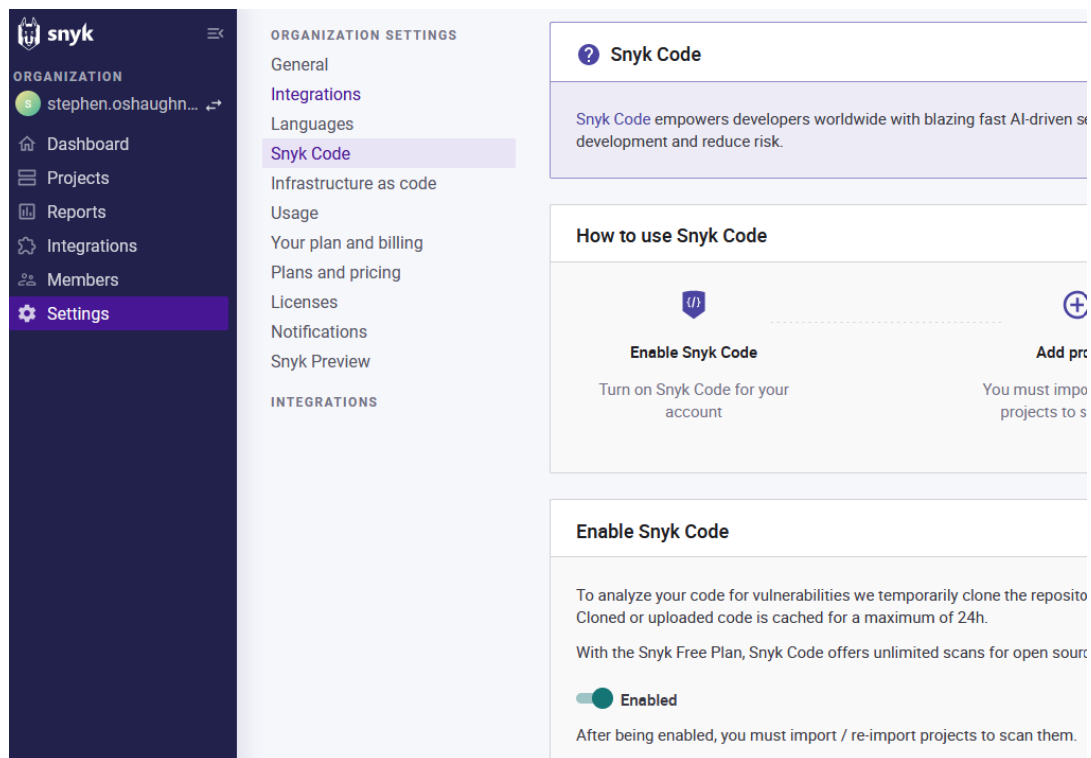 snyk
ORGANIZATION
S
stephen.oshaughn...
Dashboard
Projects
Reports
Integrations
Members
Settings
ORGANIZATION SETTINGS
General
Integrations
Languages
Snyk Code
Infrastructure as code
Usage
Your plan and billing
Plans and pricing
Licenses
Notifications
Snyk Preview
INTEGRATIONS
? Snyk Code
Snyk Code empowers developers worldwide with blazing fast AI-driven se
development and reduce risk.
How to use Snyk Code
{/}
Enable Snyk Code
Turn on Snyk Code for your
account
Add pro
You must impo
projects to s
Enable Snyk Code
To analyze your code for vulnerabilities we temporarily clone the reposito
Cloned or uploaded code is cached for a maximum of 24h.
With the Snyk Free Plan, Snyk Code offers unlimited scans for open sourc
Enabled
After being enabled, you must import / re-import projects to scan them.